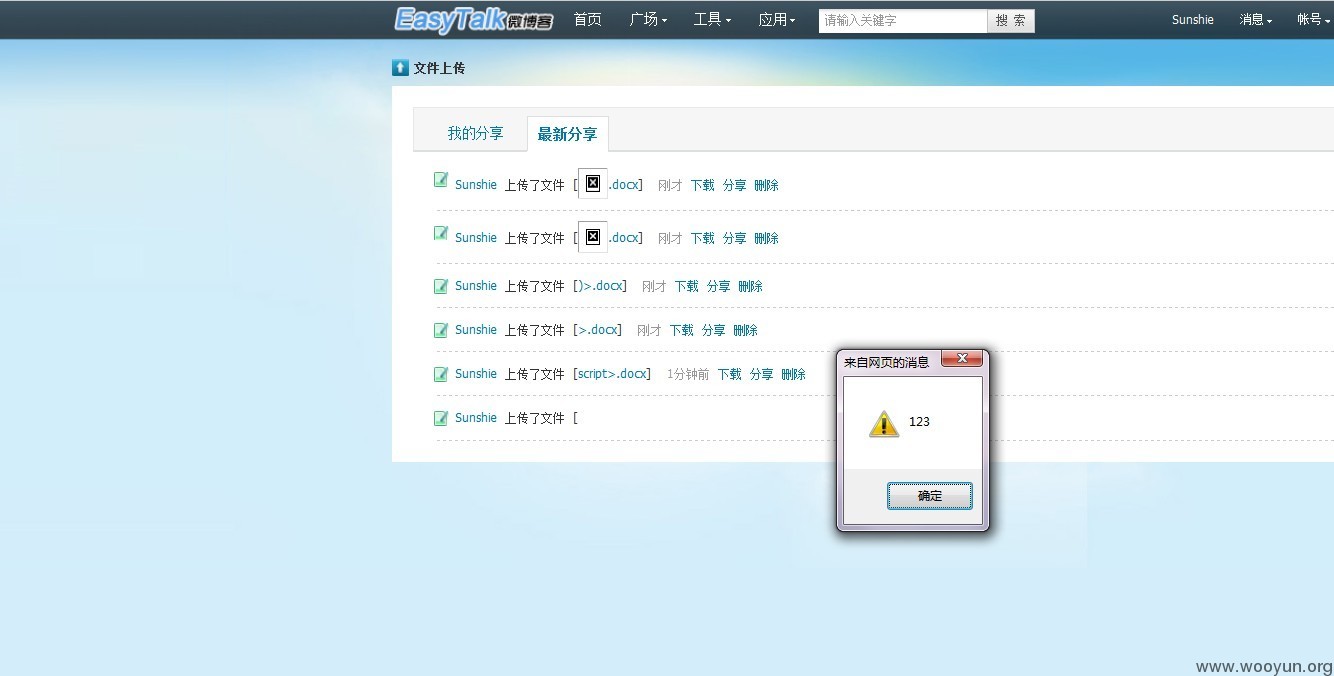 EasyTalk微博客 首页 广场 工具 应用 请输入关键字 搜 索 Sunshie 消息 帐号
文件上传
我的分享 最新分享
Sunshie 上传了文件 [.docx] 刚才 下载 分享 删除
Sunshie 上传了文件 [.docx] 刚才 下载 分享 删除
Sunshie 上传了文件 [)>.docx] 刚才 下载 分享 删除
Sunshie 上传了文件 [>.docx] 刚才 下载 分享 删除
Sunshie 上传了文件 [script>.docx] 1分钟前 下载 分享 删除
Sunshie 上传了文件 [
来自网页的消息
123
确定
www.wooyun.org